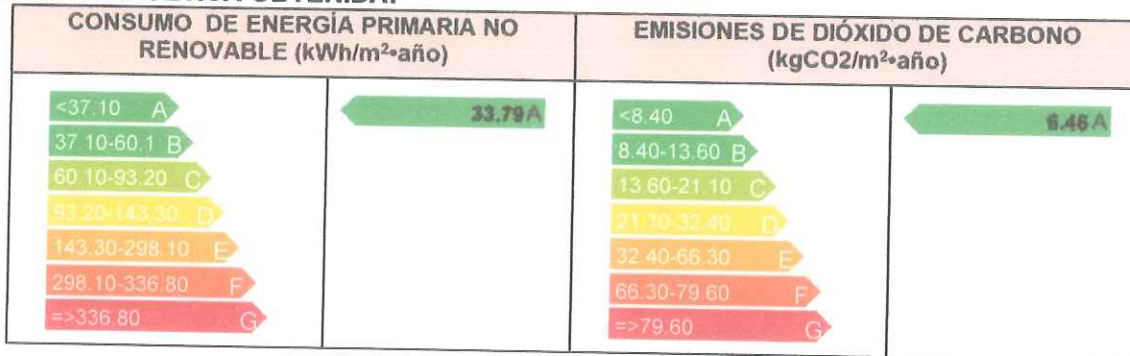 CONSUMO DE ENERGÍA PRIMARIA NO
RENOVABLE (kWh/m²•año)
<37.10 A
37.10-60.1 B
60.10-93.20 C
93.20-143.30 D
143.30-298.10 E
298.10-336.80 F
=>336.80 G
33.79 A
EMISIONES DE DIÓXIDO DE CARBONO
(kgCO2/m²•año)
<8.40 A
8.40-13.60 B
13.60-21.10 C
21.10-32.40 D
32.40-66.30 E
66.30-79.60 F
=>79.60 G
6.46 A